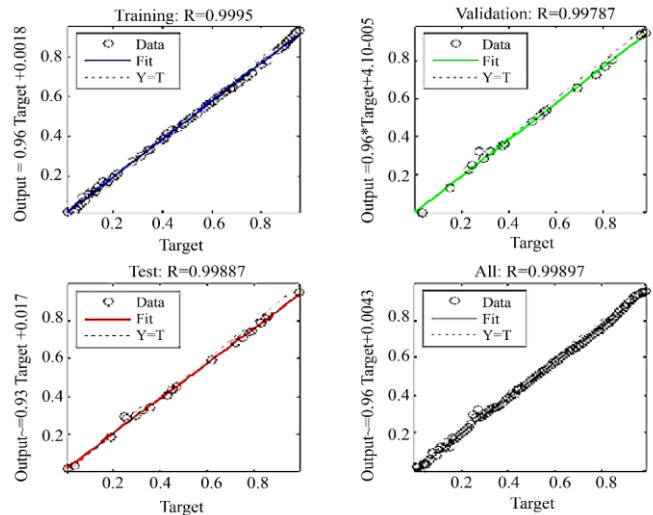 Training: R=0.9995
Output = 0.96 Target +0.0018
Data
Fit
Y=T
0.8
0.6
0.4
0.2
0.2 0.4 0.6 0.8
Target
Validation: R=0.99787
Output =0.96*Target+4.10-005
Data
Fit
Y=T
0.8
0.6
0.4
0.2
0.2 0.4 0.6 0.8
Target
Test: R=0.99887
Output~=0.93 Target +0.017
Data
Fit
Y=T
0.8
0.6
0.4
0.2
0.2 0.4 0.6 0.8
Target
All: R=0.99897
Output~=0.96 Target+0.0043
Data
Fit
Y=T
0.8
0.6
0.4
0.2
0.2 0.4 0.6 0.8
Target